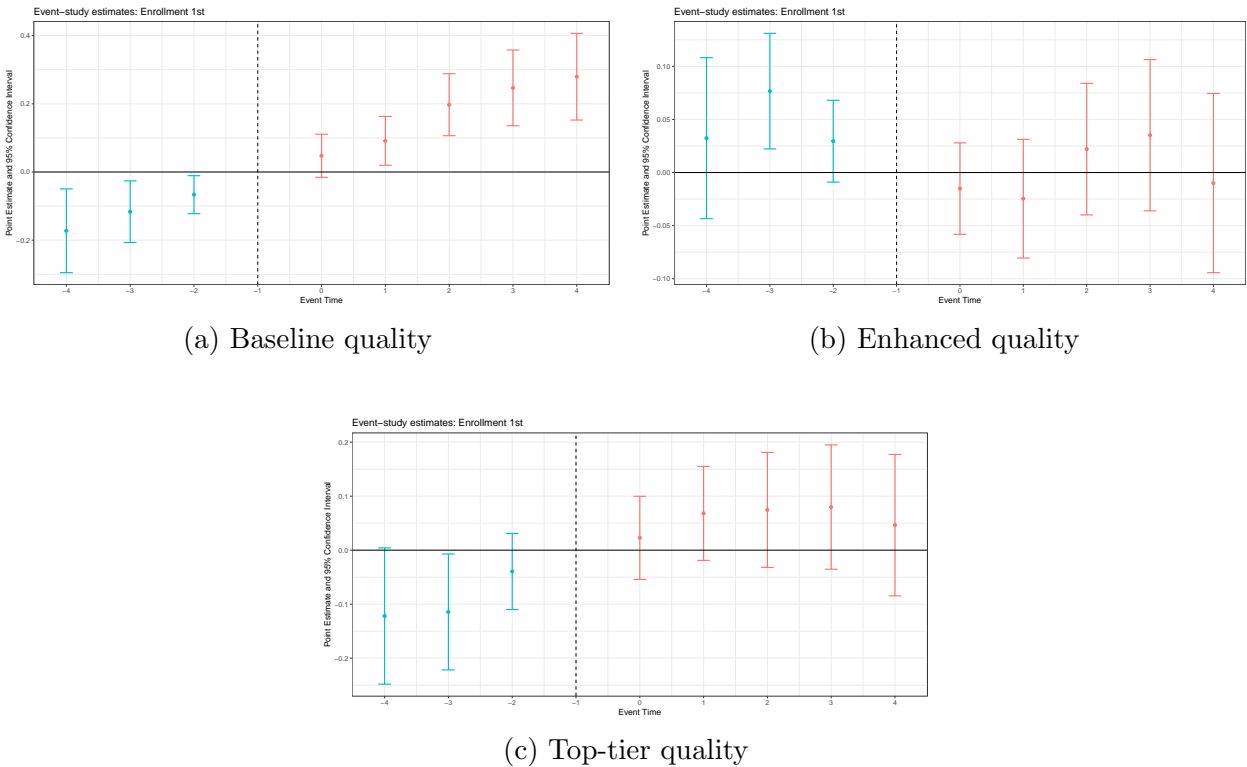 Event−study estimates: Enrollment 1st
Point Estimate and 95% Confidence Interval
0.4
0.2
0.0
−0.2
−4 −3 −2 −1 0 1 2 3 4
Event Time
(a) Baseline quality
Event−study estimates: Enrollment 1st
Point Estimate and 95% Confidence Interval
0.10
0.05
0.00
−0.05
−0.10
−4 −3 −2 −1 0 1 2 3 4
Event Time
(b) Enhanced quality
Event−study estimates: Enrollment 1st
Point Estimate and 95% Confidence Interval
0.2
0.1
0.0
−0.1
−0.2
−4 −3 −2 −1 0 1 2 3 4
Event Time
(c) Top-tier quality